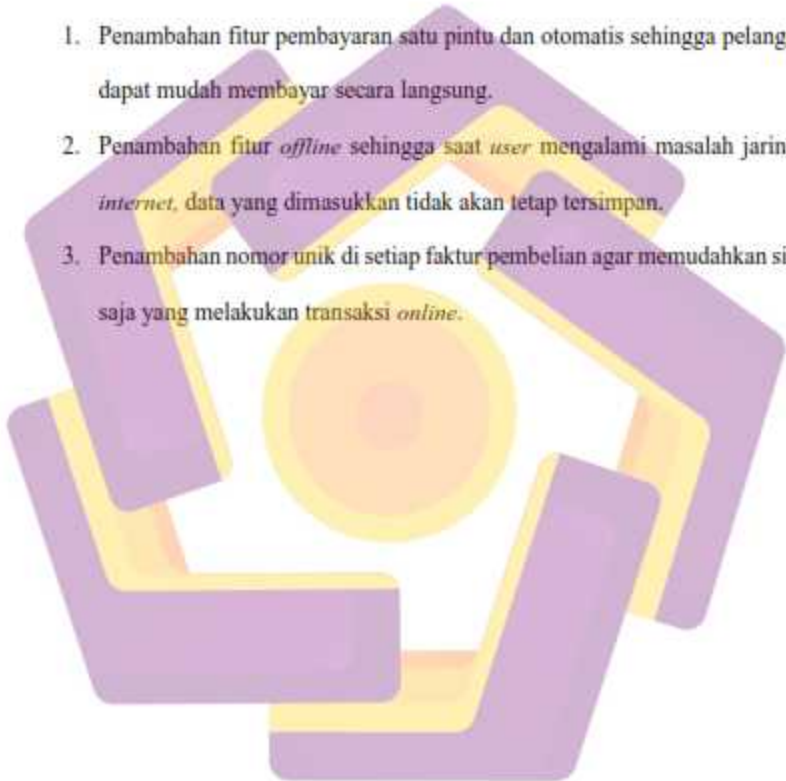 1. Penambahan fitur pembayaran satu pintu dan otomatis sehingga pelang
dapat mudah membayar secara langsung.
2. Penambahan fitur offline sehingga saat user mengalami masalah jarin
internet, data yang dimasukkan tidak akan tetap tersimpan.
3. Penambahan nomor unik di setiap faktur pembelian agar memudahkan si
saja yang melakukan transaksi online.